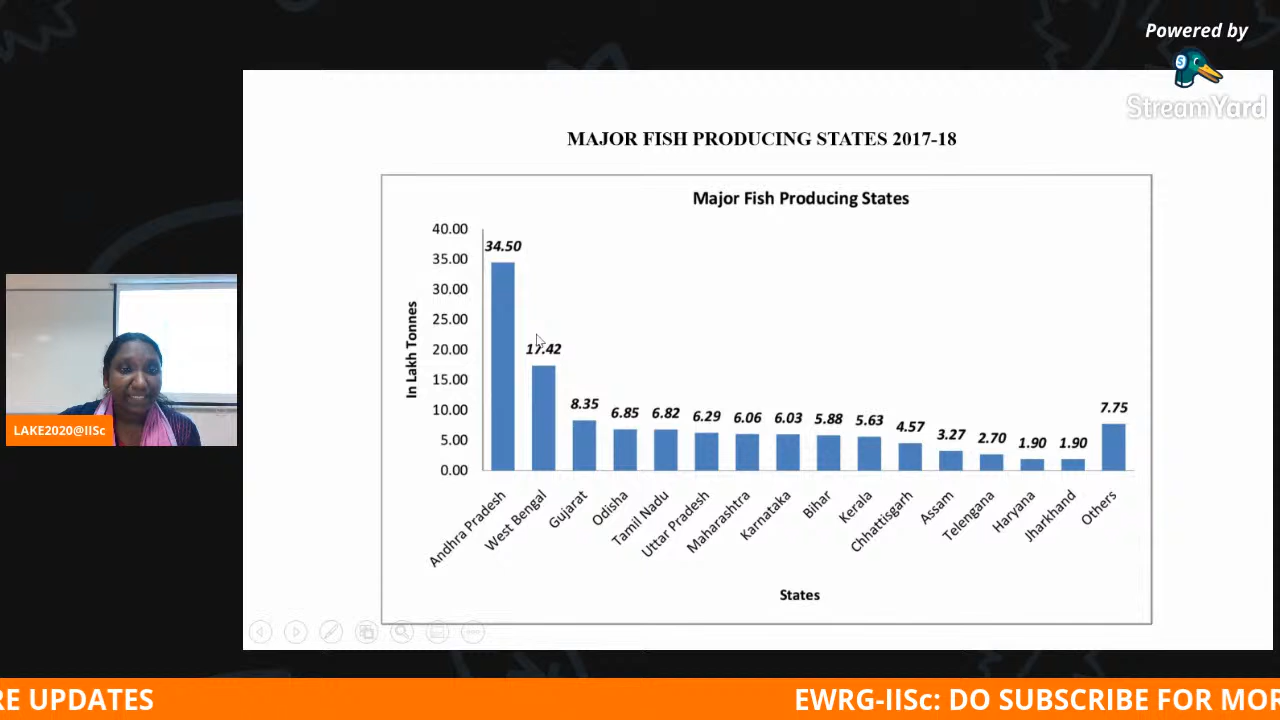 Powered by
StreamYard
MAJOR FISH PRODUCING STATES 2017-18
Major Fish Producing States
In Lakh Tonnes
40.00
35.00
30.00
25.00
20.00
15.00
10.00
5.00
0.00
34.50
17.42
8.35
6.85
6.82
6.29
6.06
6.03
5.88
5.63
4.57
3.27
2.70
1.90
1.90
7.75
Andhra Pradesh
West Bengal
Gujarat
Odisha
Tamil Nadu
Uttar Pradesh
Maharashtra
Karnataka
Bihar
Kerala
Chhattisgarh
Assam
Telengana
Haryana
Jharkhand
Others
States
LAKE2020@IISc
RE UPDATES EWRG-IISc: DO SUBSCRIBE FOR MOR